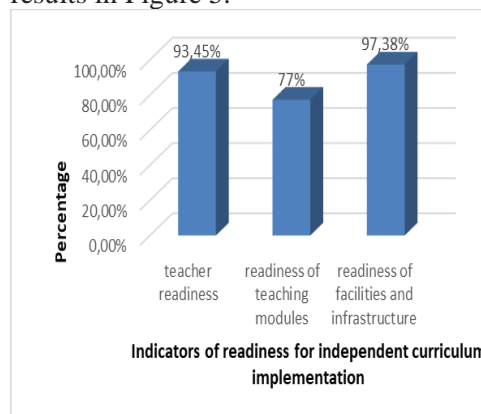 results in Figure 3.
93,45%
77%
97,38%
100,00%
80,00%
60,00%
40,00%
20,00%
0,00%
Percentage
teacher
readiness
readiness of
teaching
modules
readiness of
facilities and
infrastructure
Indicators of readiness for independent curriculum
implementation